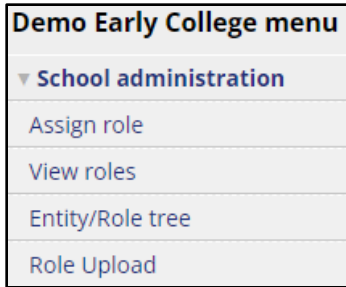 Demo Early College menu
School administration
Assign role
View roles
Entity/Role tree
Role Upload